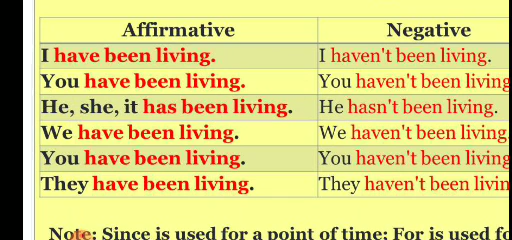 Affirmative Negative
I have been living. I haven't been living.
You have been living. You haven't been living
He, she, it has been living. He hasn't been living.
We have been living. We haven't been living
You have been living. You haven't been living
They have been living. They haven't been livin
Note: Since is used for a point of time; For is used fo